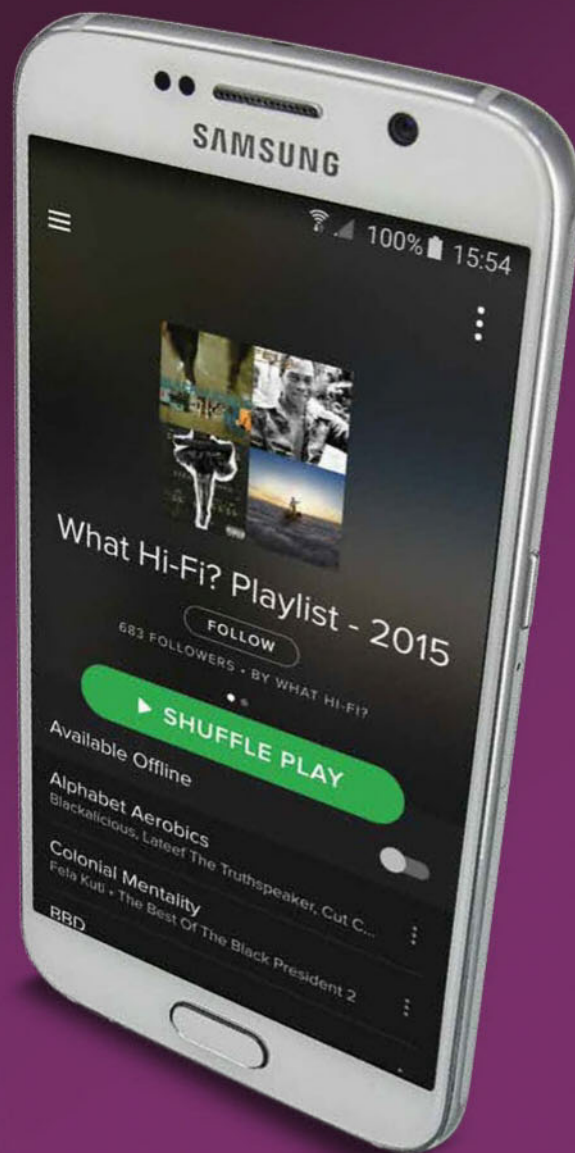 SAMSUNG
100% 15:54
What Hi-Fi? Playlist - 2015
FOLLOW
683 FOLLOWERS • BY WHAT HI-FI?
SHUFFLE PLAY
Available Offline
Alphabet Aerobics
Blackalicious, Lateef The Truthspeaker, Cut C...
Colonial Mentality
Fela Kuti • The Best Of The Black President 2
BBD